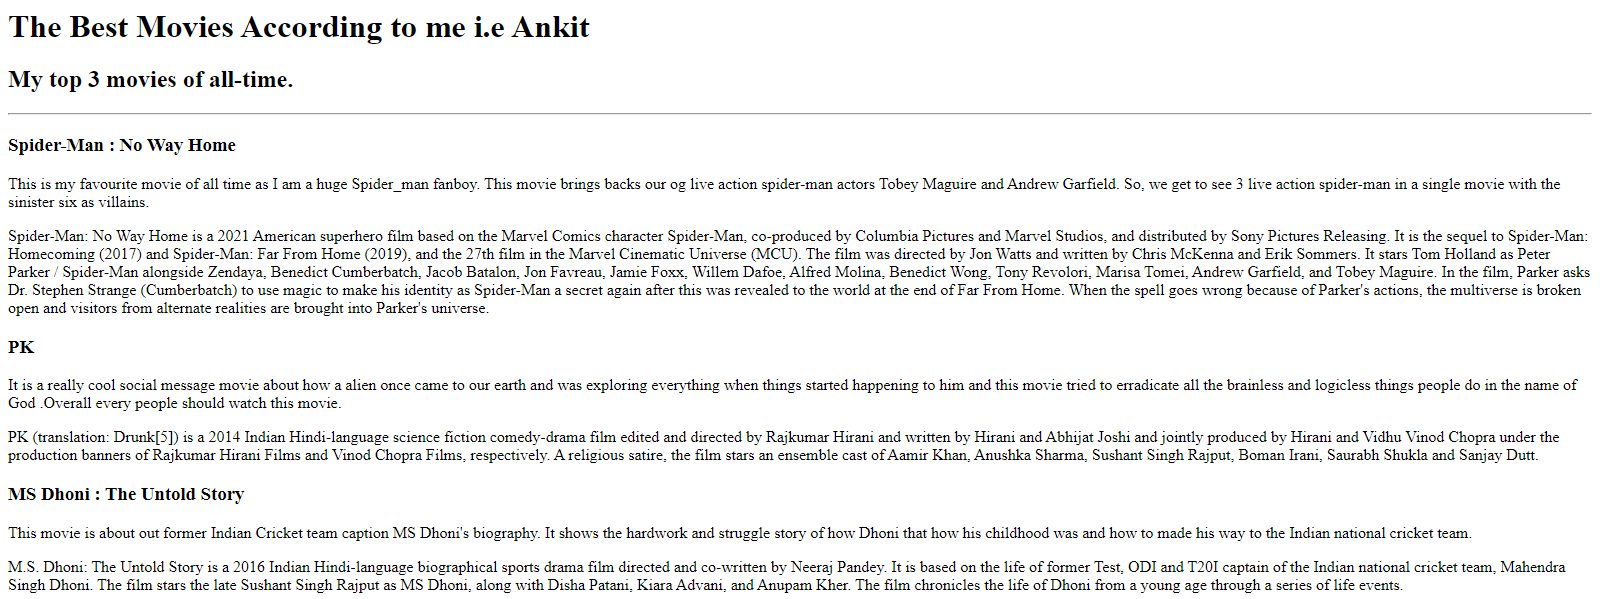 The Best Movies According to me i.e Ankit
My top 3 movies of all-time.
Spider-Man : No Way Home
This is my favourite movie of all time as I am a huge Spider_man fanboy. This movie brings backs our og live action spider-man actors Tobey Maguire and Andrew Garfield. So, we get to see 3 live action spider-man in a single movie with the
sinister six as villains.
Spider-Man: No Way Home is a 2021 American superhero film based on the Marvel Comics character Spider-Man, co-produced by Columbia Pictures and Marvel Studios, and distributed by Sony Pictures Releasing. It is the sequel to Spider-Man:
Homecoming (2017) and Spider-Man: Far From Home (2019), and the 27th film in the Marvel Cinematic Universe (MCU). The film was directed by Jon Watts and written by Chris McKenna and Erik Sommers. It stars Tom Holland as Peter
Parker / Spider-Man alongside Zendaya, Benedict Cumberbatch, Jacob Batalon, Jon Favreau, Jamie Foxx, Willem Dafoe, Alfred Molina, Benedict Wong, Tony Revolori, Marisa Tomei, Andrew Garfield, and Tobey Maguire. In the film, Parker asks
Dr. Stephen Strange (Cumberbatch) to use magic to make his identity as Spider-Man a secret again after this was revealed to the world at the end of Far From Home. When the spell goes wrong because of Parker's actions, the multiverse is broken
open and visitors from alternate realities are brought into Parker's universe.
PK
It is a really cool social message movie about how a alien once came to our earth and was exploring everything when things started happening to him and this movie tried to erradicate all the brainless and logicless things people do in the name of
God .Overall every people should watch this movie.
PK (translation: Drunk[5]) is a 2014 Indian Hindi-language science fiction comedy-drama film edited and directed by Rajkumar Hirani and written by Hirani and Abhijat Joshi and jointly produced by Hirani and Vidhu Vinod Chopra under the
production banners of Rajkumar Hirani Films and Vinod Chopra Films, respectively. A religious satire, the film stars an ensemble cast of Aamir Khan, Anushka Sharma, Sushant Singh Rajput, Boman Irani, Saurabh Shukla and Sanjay Dutt.
MS Dhoni : The Untold Story
This movie is about out former Indian Cricket team caption MS Dhoni's biography. It shows the hardwork and struggle story of how Dhoni that how his childhood was and how to made his way to the Indian national cricket team.
M.S. Dhoni: The Untold Story is a 2016 Indian Hindi-language biographical sports drama film directed and co-written by Neeraj Pandey. It is based on the life of former Test, ODI and T20I captain of the Indian national cricket team, Mahendra
Singh Dhoni. The film stars the late Sushant Singh Rajput as MS Dhoni, along with Disha Patani, Kiara Advani, and Anupam Kher. The film chronicles the life of Dhoni from a young age through a series of life events.